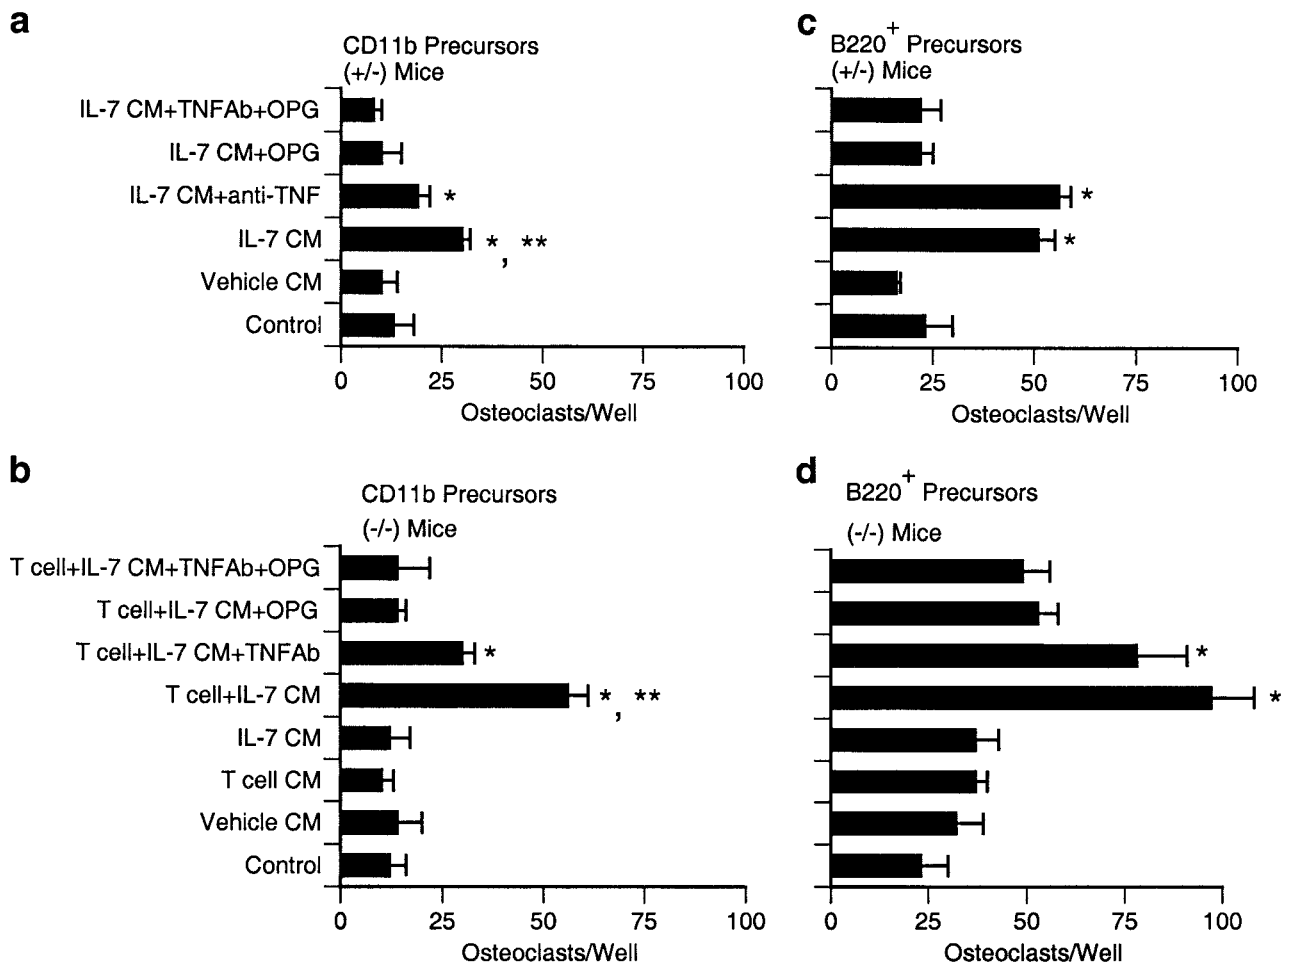 a
CD11b Precursors
(+/-) Mice
IL-7 CM+TNFAb+OPG
IL-7 CM+OPG
IL-7 CM+anti-TNF
*
IL-7 CM
*, **
Vehicle CM
Control
0 25 50 75 100
Osteoclasts/Well
c
B220+ Precursors
(+/-) Mice
*
*
0 25 50 75 100
Osteoclasts/Well
b
CD11b Precursors
(-/-) Mice
T cell+IL-7 CM+TNFAb+OPG
T cell+IL-7 CM+OPG
T cell+IL-7 CM+TNFAb
*
T cell+IL-7 CM
*, **
IL-7 CM
T cell CM
Vehicle CM
Control
0 25 50 75 100
Osteoclasts/Well
d
B220+ Precursors
(-/-) Mice
*
*
0 25 50 75 100
Osteoclasts/Well